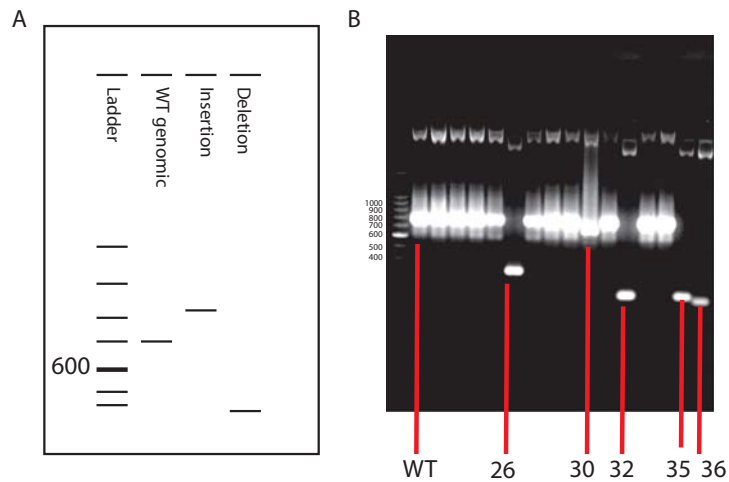 A
Ladder
WT genomic
Insertion
Deletion
600
B
1000
900
800
700
600
500
400
WT 26 30 32 35 36